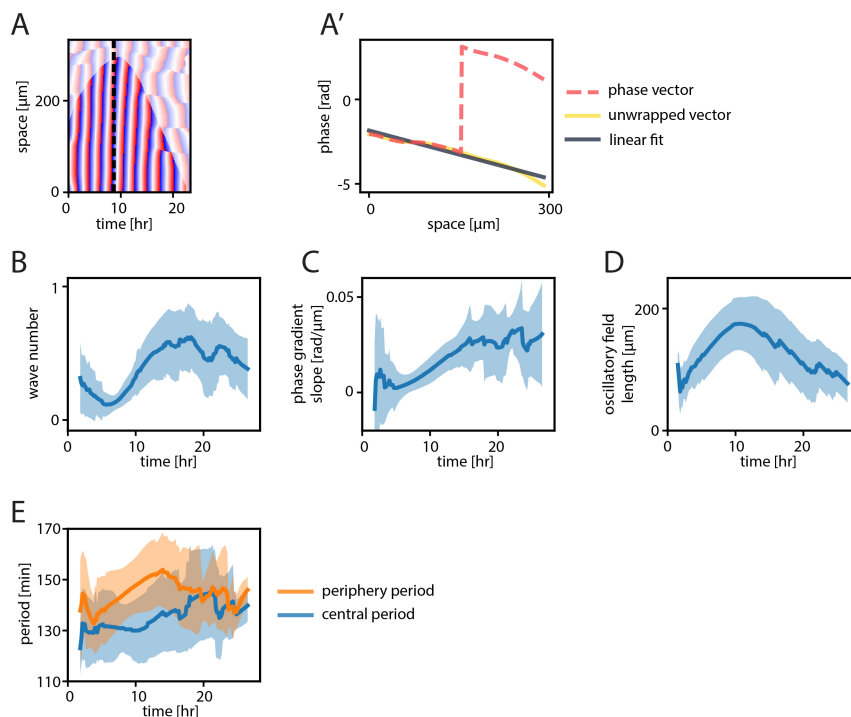 A
space [µm]
200
0
0
10
20
time [hr]
A′
phase [rad]
0
-5
0
300
space [µm]
phase vector
unwrapped vector
linear fit
B
wave number
1
0
0
20
time [hr]
C
phase gradient
slope [rad/µm]
0.05
0
0
10
20
time [hr]
D
oscillatory field
length [µm]
200
0
0
10
20
time [hr]
E
period [min]
170
150
130
110
0
10
20
time [hr]
periphery period
central period